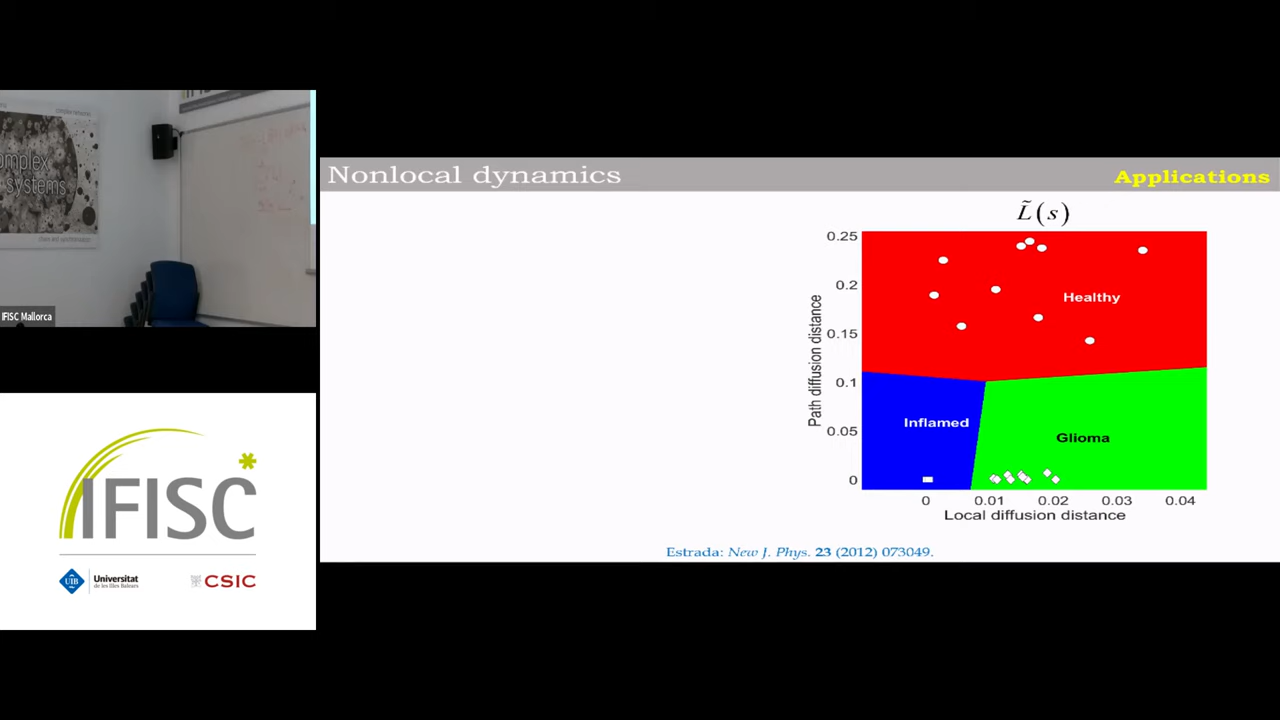 complex
systems
IFISC Mallorca
IFISC
UIB
Universitat
de les Illes Balears
CSIC
Nonlocal dynamics
Applications
L̃(s)
0.25
0.2
0.15
0.1
0.05
0
Path diffusion distance
Healthy
Inflamed
Glioma
0 0.01 0.02 0.03 0.04
Local diffusion distance
Estrada: New J. Phys. 23 (2012) 073049.